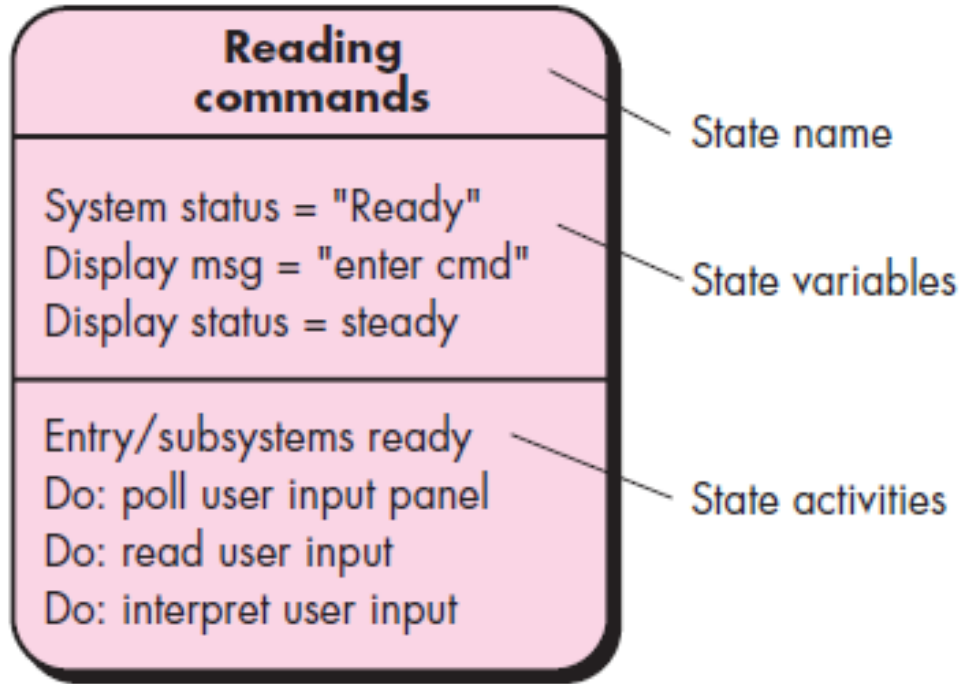 Reading
commands
State name
System status = "Ready"
Display msg = "enter cmd"
Display status = steady
State variables
Entry/subsystems ready
Do: poll user input panel
Do: read user input
Do: interpret user input
State activities